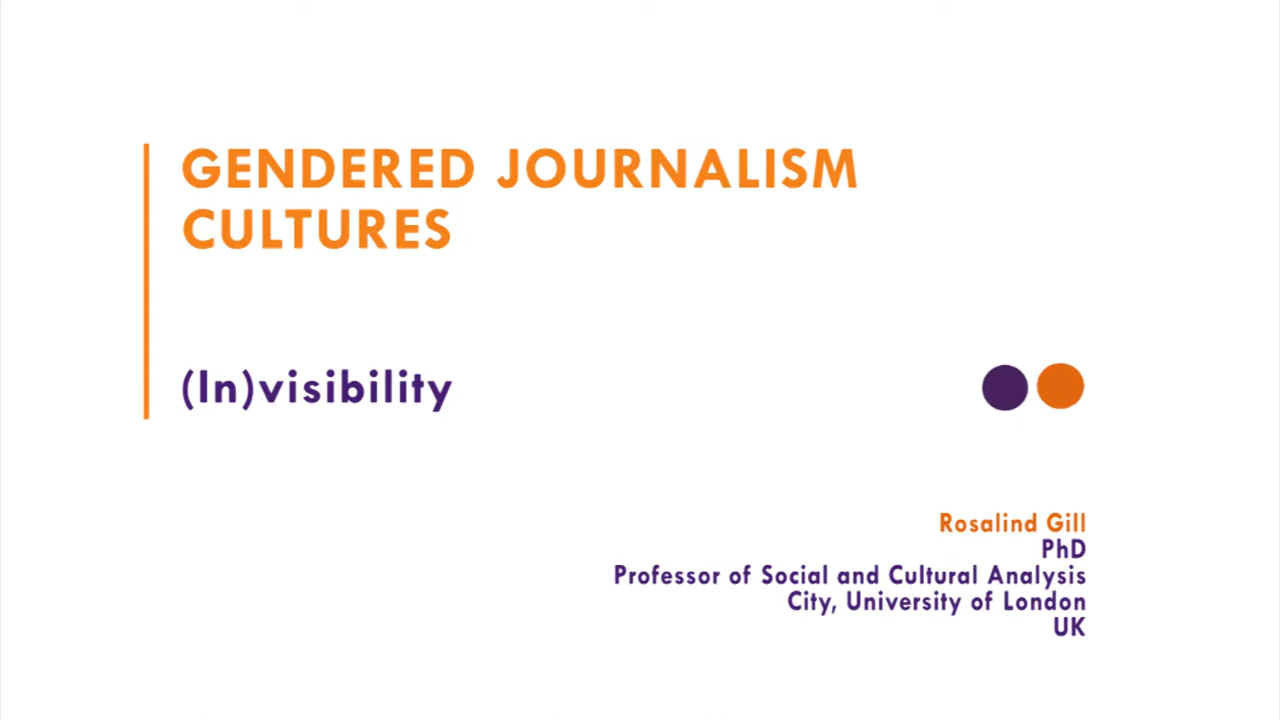 GENDERED JOURNALISM
CULTURES
(In)visibility
Rosalind Gill
PhD
Professor of Social and Cultural Analysis
City, University of London
UK